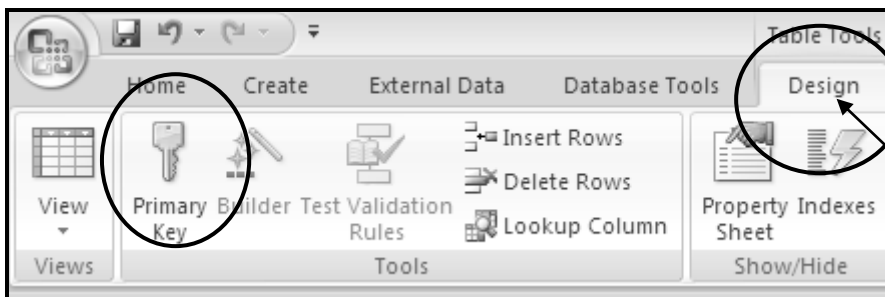 Table Tools
Home Create External Data Database Tools Design
View Primary Key Builder Test Validation Rules Insert Rows
Delete Rows
Lookup Column
Property Sheet Indexes
Views Tools Show/Hide